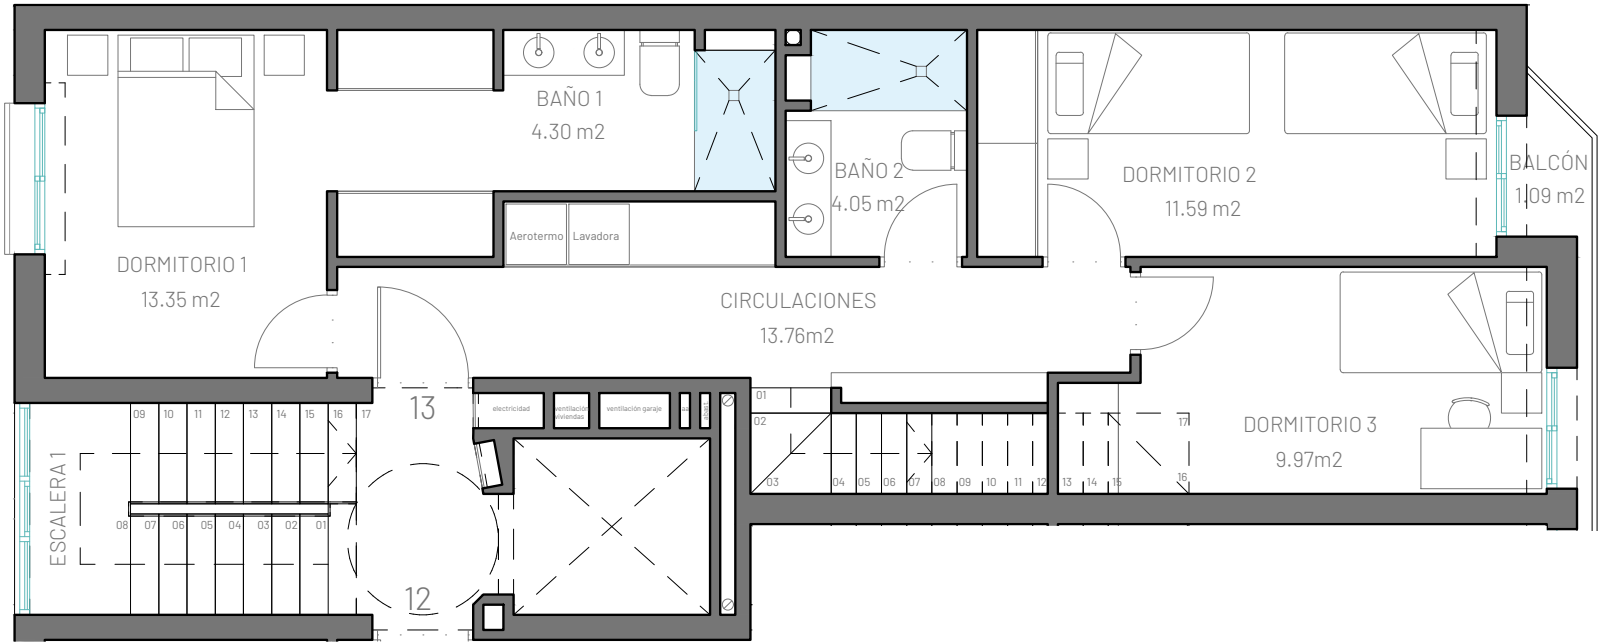 BAÑO 1
4.30 m2
BAÑO 2
4.05 m2
DORMITORIO 2
11.59 m2
BALCÓN
1.09 m2
Aerotermo
Lavadora
DORMITORIO 1
13.35 m2
CIRCULACIONES
13.76m2
DORMITORIO 3
9.97m2
ESCALERA 1
13
12
electricidad
ventilación
viviendas
ventilación garaje
09 10 11 12 13 14 15 16 17
08 07 06 05 04 03 02 01
01
02
03 04 05 06 07 08 09 10 11 12 13 14 15 16
17